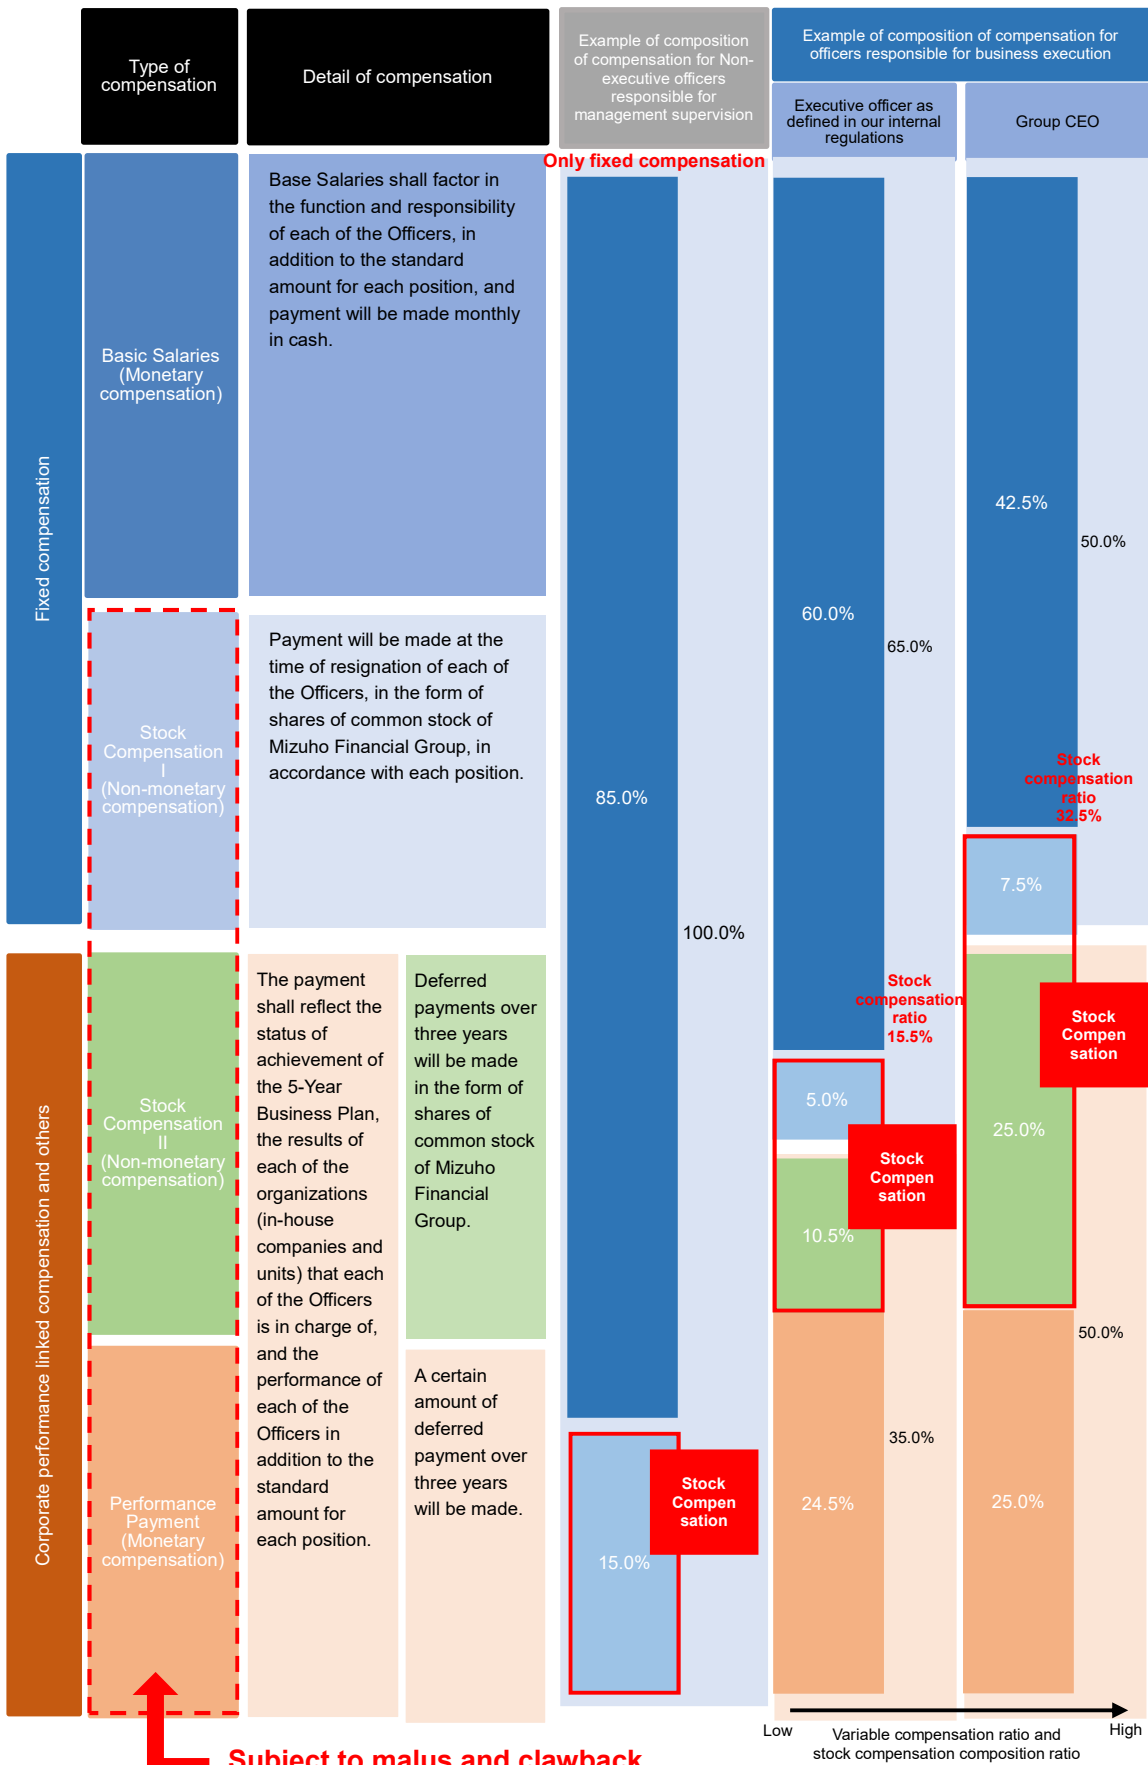 Type of
compensation
Detail of compensation
Example of composition
of compensation for Non-
executive officers
responsible for
management supervision
Example of composition of compensation for
officers responsible for business execution
Executive officer as
defined in our internal
regulations
Group CEO
Fixed compensation
Basic Salaries
(Monetary
compensation)
Base Salaries shall factor in
the function and responsibility
of each of the Officers, in
addition to the standard
amount for each position, and
payment will be made monthly
in cash.
Stock
Compensation
I
(Non-monetary
compensation)
Payment will be made at the
time of resignation of each of
the Officers, in the form of
shares of common stock of
Mizuho Financial Group, in
accordance with each position.
Corporate performance linked compensation and others
Stock
Compensation
II
(Non-monetary
compensation)
Performance
Payment
(Monetary
compensation)
The payment
shall reflect the
status of
achievement of
the 5-Year
Business Plan,
the results of
each of the
organizations
(in-house
companies and
units) that each
of the Officers
is in charge of,
and the
performance of
each of the
Officers in
addition to the
standard
amount for
each position.
Deferred
payments over
three years
will be made
in the form of
shares of
common stock
of Mizuho
Financial
Group.
A certain
amount of
deferred
payment over
three years
will be made.
Only fixed compensation
85.0%
100.0%
15.0%
Stock
Compen
sation
60.0%
65.0%
Stock
compensation
ratio
15.5%
5.0%
Stock
Compen
sation
10.5%
35.0%
24.5%
42.5%
50.0%
Stock
compensation
ratio
32.5%
7.5%
Stock
Compen
sation
25.0%
50.0%
25.0%
Low
High
Variable compensation ratio and
stock compensation composition ratio
Subject to malus and clawback